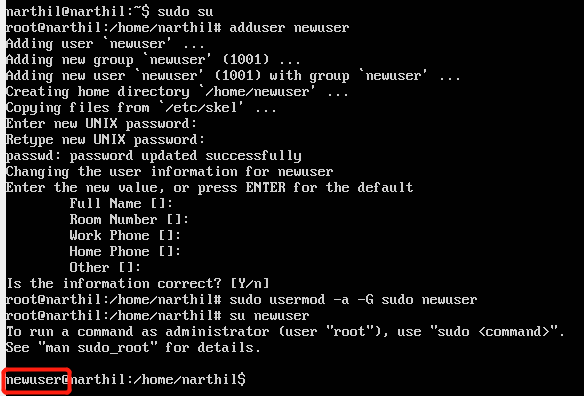 narthil@narthil:~$ sudo su
root@narthil:/home/narthil# adduser newuser
Adding user `newuser' ...
Adding new group `newuser' (1001) ...
Adding new user `newuser' (1001) with group `newuser' ...
Creating home directory `/home/newuser' ...
Copying files from `/etc/skel' ...
Enter new UNIX password:
Retype new UNIX password:
passwd: password updated successfully
Changing the user information for newuser
Enter the new value, or press ENTER for the default
Full Name []:
Room Number []:
Work Phone []:
Home Phone []:
Other []:
Is the information correct? [Y/n]
root@narthil:/home/narthil# sudo usermod -a -G sudo newuser
root@narthil:/home/narthil# su newuser
To run a command as administrator (user "root"), use "sudo <command>".
See "man sudo_root" for details.
newuser@narthil:/home/narthil$